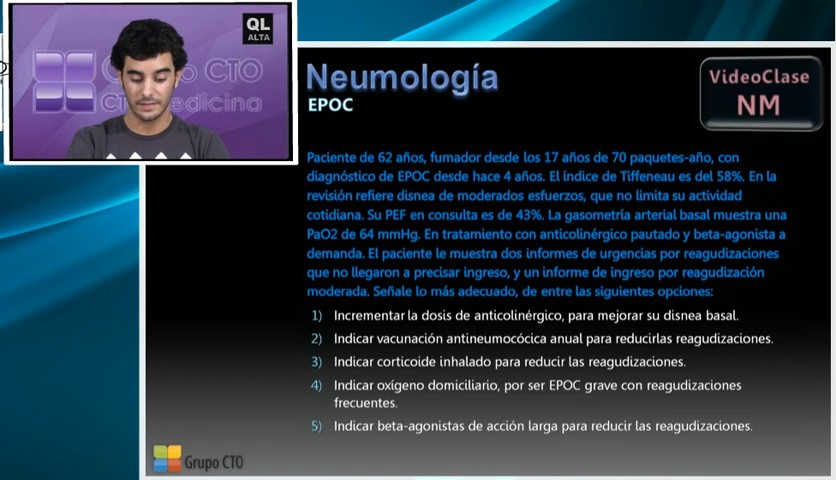 QL
ALTA
Grupo CTO
CTO Medicina
Neumología
EPOC
VideoClase
NM
Paciente de 62 años, fumador desde los 17 años de 70 paquetes-año, con
diagnóstico de EPOC desde hace 4 años. El índice de Tiffeneau es del 58%. En la
revisión refiere disnea de moderados esfuerzos, que no limita su actividad
cotidiana. Su PEF en consulta es de 43%. La gasometría arterial basal muestra una
PaO2 de 64 mmHg. En tratamiento con anticolinérgico pautado y beta-agonista a
demanda. El paciente le muestra dos informes de urgencias por reagudizaciones
que no llegaron a precisar ingreso, y un informe de ingreso por reagudización
moderada. Señale lo más adecuado, de entre las siguientes opciones:
1) Incrementar la dosis de anticolinérgico, para mejorar su disnea basal.
2) Indicar vacunación antineumocócica anual para reducirlas reagudizaciones.
3) Indicar corticoide inhalado para reducir las reagudizaciones.
4) Indicar oxígeno domiciliario, por ser EPOC grave con reagudizaciones
frecuentes.
5) Indicar beta-agonistas de acción larga para reducir las reagudizaciones.
Grupo CTO